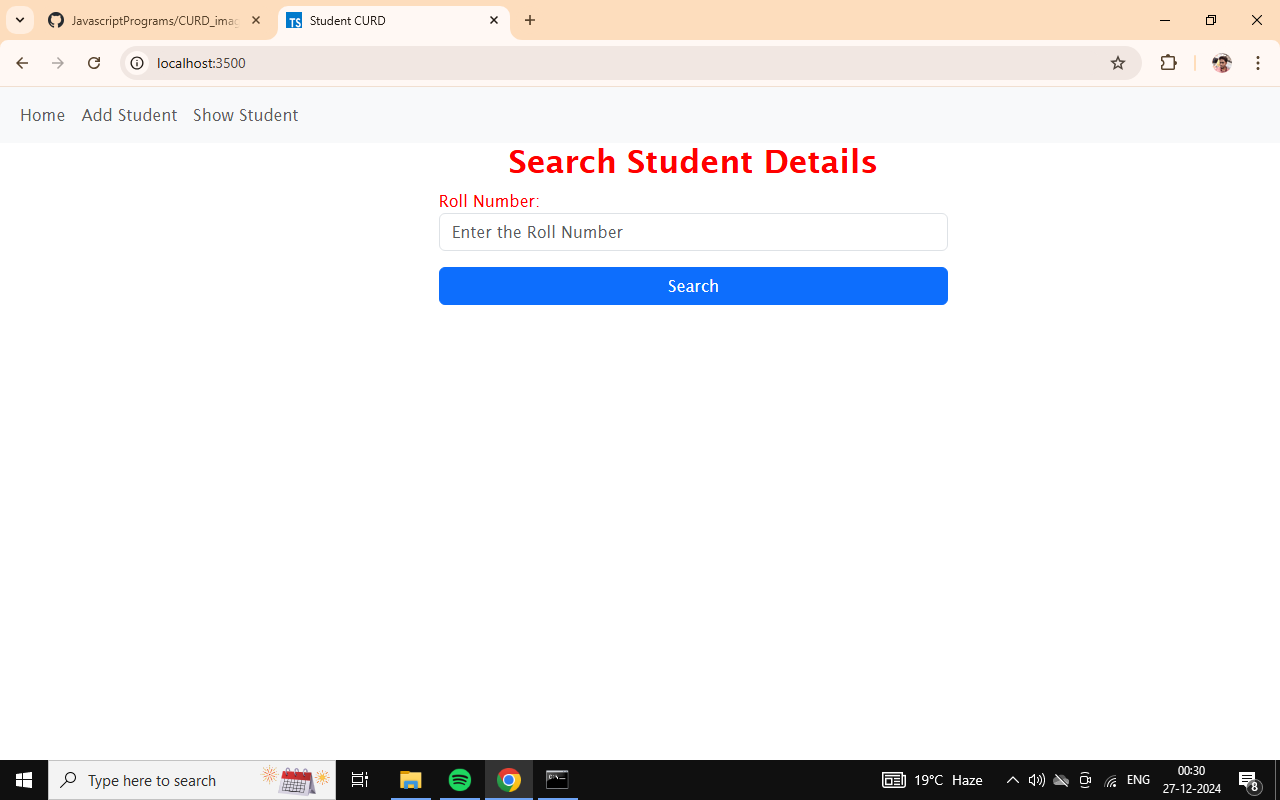 JavascriptPrograms/CURD_imag
TS Student CURD
localhost:3500
Home Add Student Show Student
Search Student Details
Roll Number:
Enter the Roll Number
Search
Type here to search
19°C Haze
ENG
00:30
27-12-2024
8